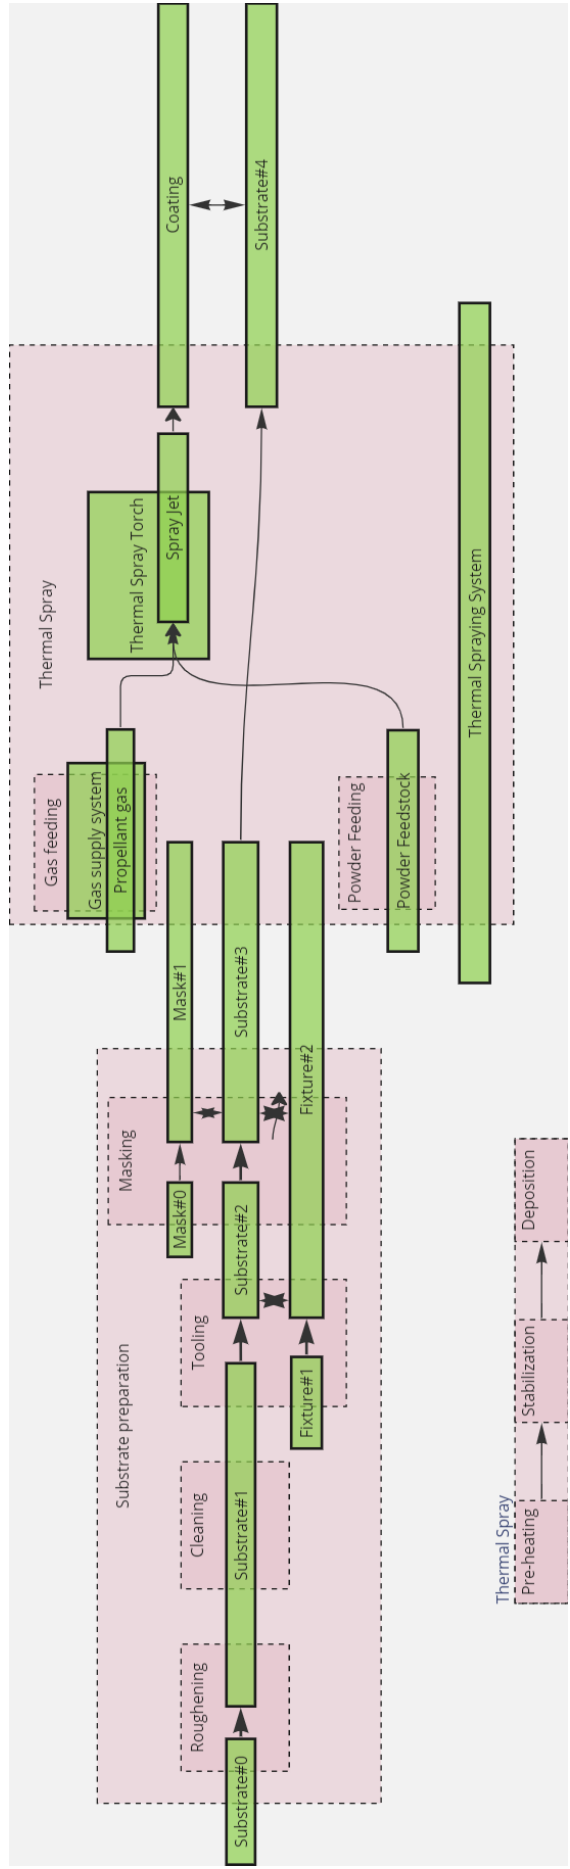 Substrate preparation
Roughening
Substrate#0
Cleaning
Substrate#1
Tooling
Fixture#1
Masking
Mask#0
Substrate#2
Mask#1
Substrate#3
Fixture#2
Thermal Spray
Gas feeding
Gas supply system
Propellant gas
Powder Feeding
Powder Feedstock
Thermal Spray Torch
Spray Jet
Thermal Spraying System
Coating
Substrate#4
Thermal Spray
Pre-heating
Stabilization
Deposition